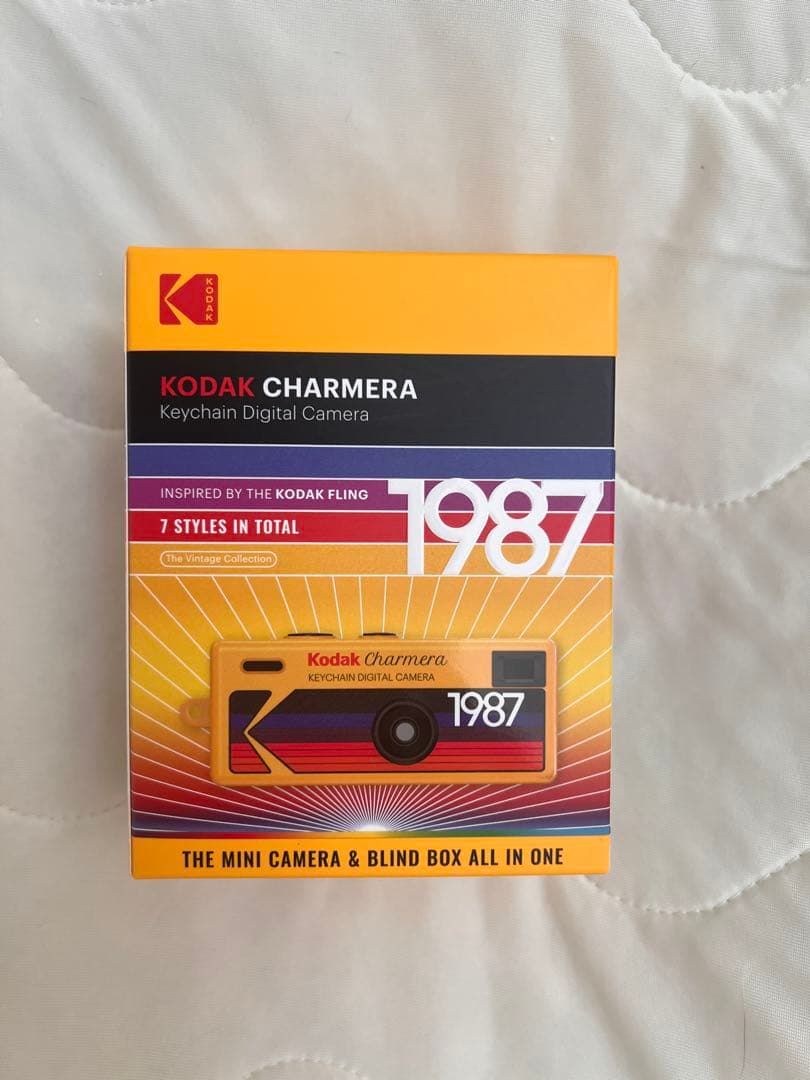 KODAK
KODAK CHARMERA
Keychain Digital Camera
INSPIRED BY THE KODAK FLING
1987
7 STYLES IN TOTAL
The Vintage Collection
Kodak Charmera
KEYCHAIN DIGITAL CAMERA
1987
THE MINI CAMERA & BLIND BOX ALL IN ONE